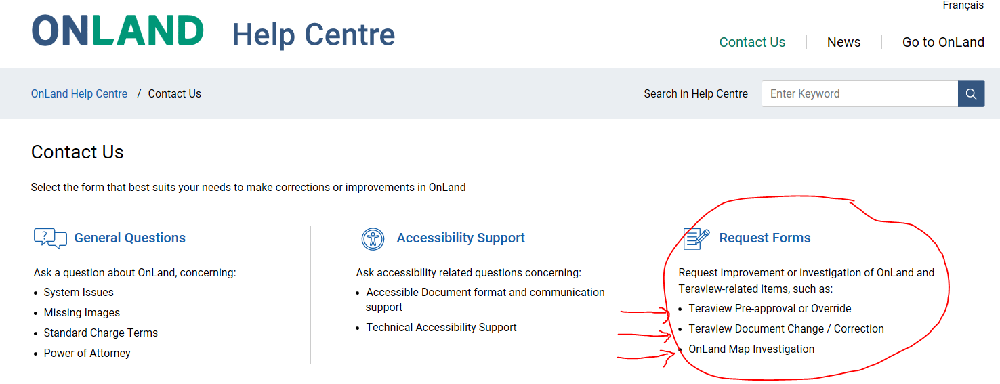 Français
ONLAND Help Centre
Contact Us News Go to OnLand
OnLand Help Centre / Contact Us Search in Help Centre Enter Keyword
Contact Us
Select the form that best suits your needs to make corrections or improvements in OnLand
? General Questions
Ask a question about OnLand, concerning:
• System Issues
• Missing Images
• Standard Charge Terms
• Power of Attorney
Accessibility Support
Ask accessibility related questions concerning:
• Accessible Document format and communication
support
• Technical Accessibility Support
Request Forms
Request improvement or investigation of OnLand and
Teraview-related items, such as:
• Teraview Pre-approval or Override
• Teraview Document Change / Correction
• OnLand Map Investigation